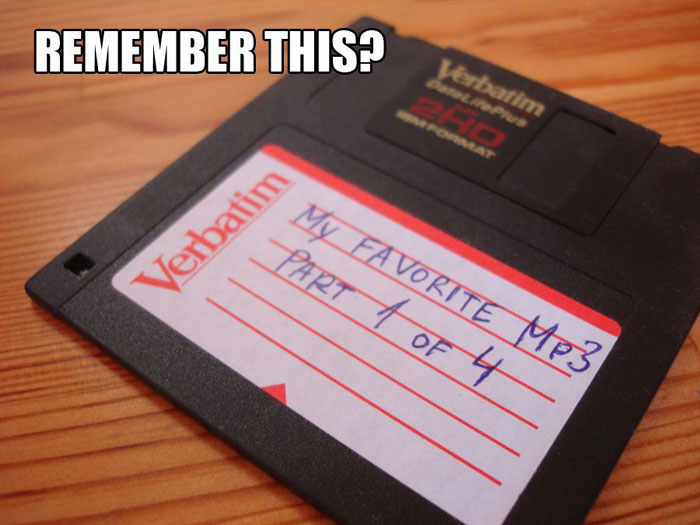 REMEMBER THIS?
Verbatim
DataLifePlus
2HD
IBM FORMAT
Verbatim
My FAVORITE MP3
PART 1 OF 4